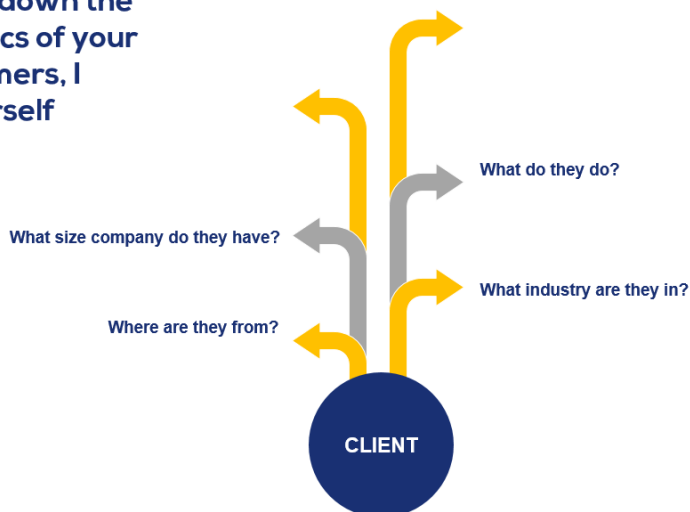 down the
cs of your
mers, I
rself
What do they do?
What size company do they have?
What industry are they in?
Where are they from?
CLIENT